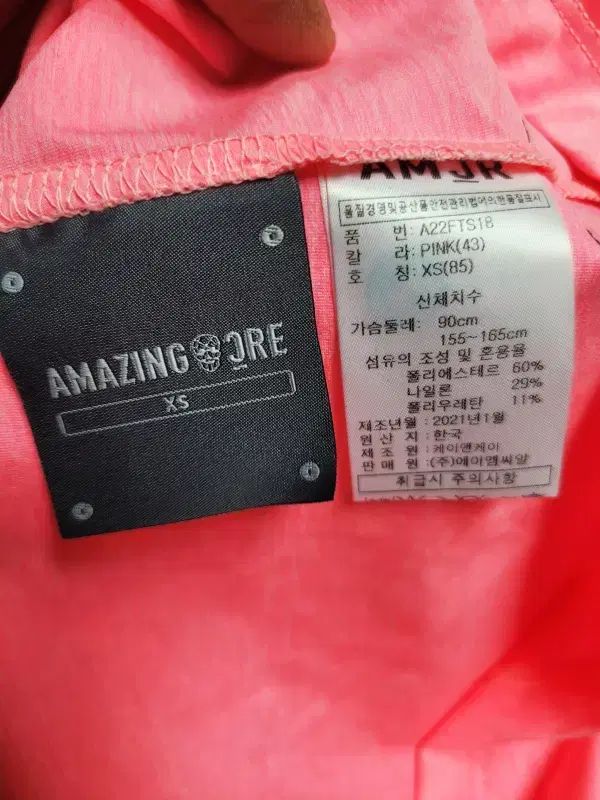 AMAZING CORE
XS
AMJR
품질경영및공산품안전관리법에의한품질표시
품 번: A22FTS18
칼 라: PINK(43)
호 칭: XS(85)
신체치수
가슴둘레: 90cm
155~165cm
섬유의 조성 및 혼용율
폴리에스테르 60%
나일론 29%
폴리우레탄 11%
제조년월 : 2021년1월
원 산 지 : 한국
제 조 원 : 케이앤케이
판 매 원 : (주)에이엠씨알
취급시 주의사항